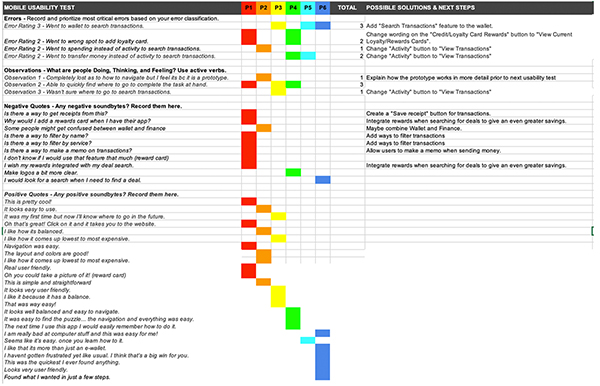 MOBILE USABILITY TEST P1 P2 P3 P4 P5 P6 TOTAL POSSIBLE SOLUTIONS & NEXT STEPS
Errors - Record and prioritize most critical errors based on your error classification.
Error Rating 3 - Went to wallet to search transactions. 3 Add "Search Transactions" feature to the wallet,
Error Rating 2 - Went to wrong spot to add loyalty card. 2 Change wording on the "Credit/Loyalty Card Rewards" button to "View Current
Loyalty/Rewards Cards".
Error Rating 2 - Went to spending instead of activity to search transactions. 1 Change "Activity" button to "View Transactions"
Error Rating 2 - Went to transfer money instead of activity to search transactions. 2 Change "Activity" button to "View Transactions"
Observations - What are people Doing, Thinking, and Feeling? Use active verbs.
Observation 1 - Completely lost as to how to navigate but I feel its bc it is a prototype. 1 Explain how the prototype works in more detail prior to next usability test
Observation 2 - Able to quickly find where to go to complete the task at hand. 3
Observation 3 - Wasn't sure where to go to search transactions. 1 Change "Activity" button to "View Transactions"
Negative Quotes - Any negative soundbytes? Record them here.
Is there a way to get receipts from this? Create a "Save receipt" button for transactions.
Why would I add a rewards card when I have their app? Integrate rewards when searching for deals to give an even greater savings.
Some people might get confused between wallet and finance Maybe combine Wallet and Finance.
Is there a way to filter by name? Add ways to filter transactions
Is there a way to filter by service? Add ways to filter transactions
Is there a way to make a memo on transactions? Allow users to make a memo when sending money.
I don't know if I would use that feature that much (reward card)
I wish my rewards integrated with my deal search. Integrate rewards when searching for deals to give an even greater savings.
Make logos a bit more clear.
I would look for a search when I need to find a deal.
Positive Quotes - Any positive soundbytes? Record them here.
This is pretty cool!
It looks easy to use.
It was my first time but now I'll know where to go in the future.
Oh that's great! Click on it and it takes you to the website.
I like how its balanced.
I like how it comes up lowest to most expensive.
Navigation was easy.
The layout and colors are good!
I like how it comes up lowest to most expensive.
Real user friendly.
Oh you could take a picture of it! (reward card)
This is simple and straightforward
It looks very user friendly.
I like it because it has a balance.
That was way easy!
It looks well balanced and easy to navigate.
It was easy to find the puzzle... the navigation and everything was easy.
The next time I use this app I would easily remember how to do it.
I am really bad at computer stuff and this was easy for me!
Seems like it's easy. once you learn how to it.
I like that its more than just an e-wallet.
I havent gotten frustrated yet like usual. I think that's a big win for you.
This was the quickest I ever found anything.
Looks very user friendly.
Found what I wanted in just a few steps.